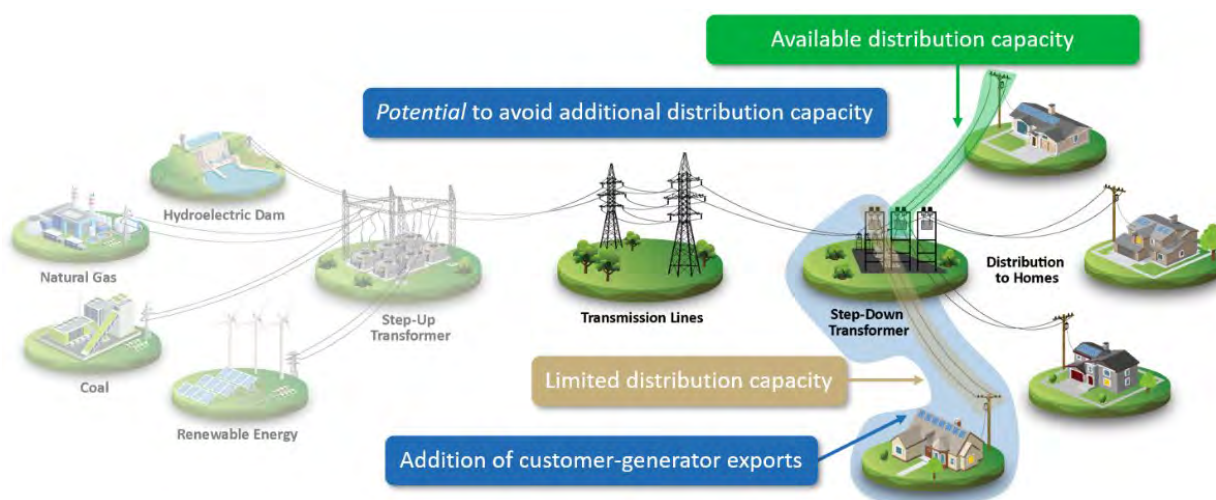 Available distribution capacity
Potential to avoid additional distribution capacity
Hydroelectric Dam
Natural Gas
Step-Up
Transformer
Transmission Lines
Distribution
to Homes
Step-Down
Transformer
Coal
Limited distribution capacity
Renewable Energy
Addition of customer-generator exports